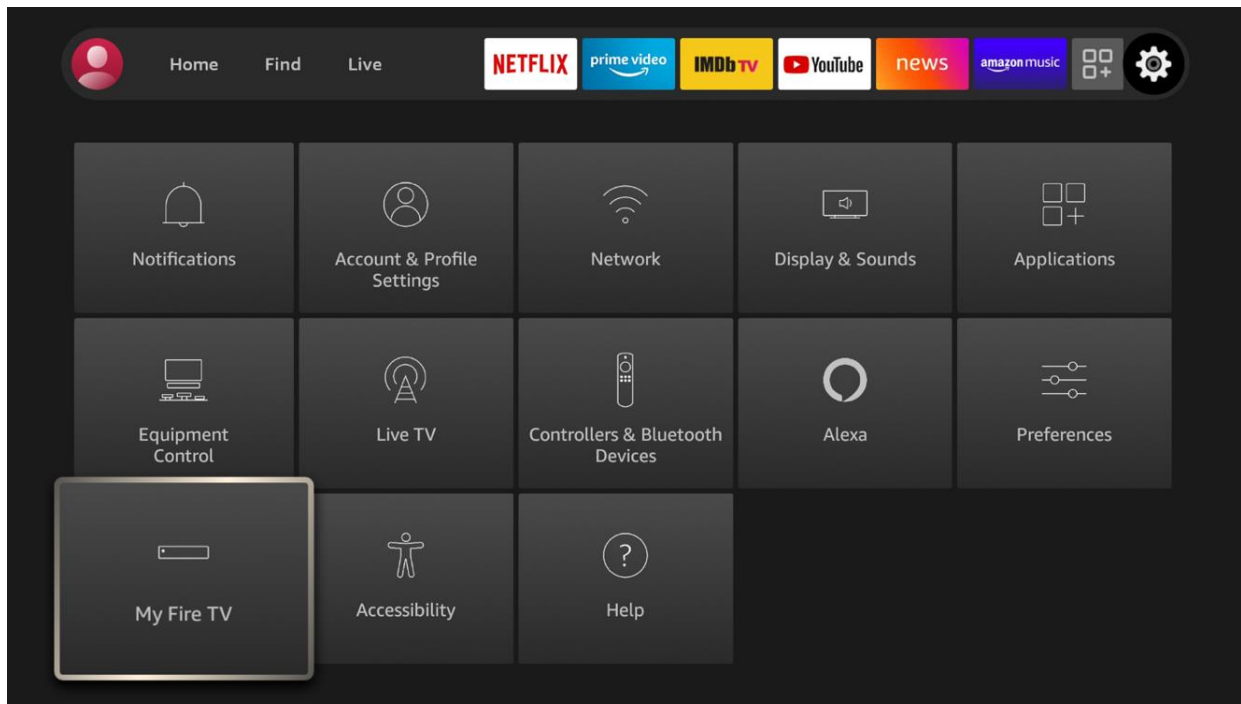 Home Find Live NETFLIX prime video IMDb TV YouTube news amazon music
Notifications
Account & Profile
Settings
Network
Display & Sounds
Applications
Equipment
Control
Live TV
Controllers & Bluetooth
Devices
Alexa
Preferences
My Fire TV
Accessibility
?
Help